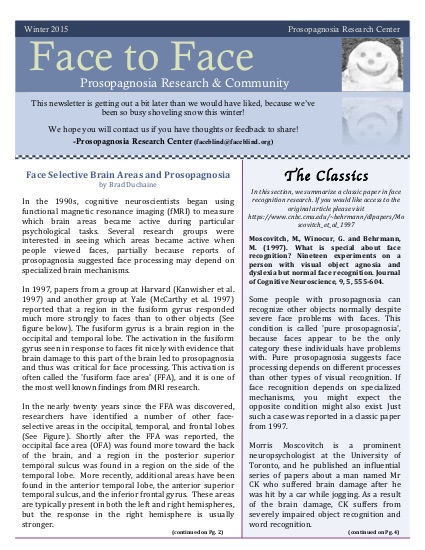 Winter 2015
Prosopagnosia Research Center
Face to Face
Prosopagnosia Research & Community
This newsletter is getting out a bit later than we would have liked, because we've
been so busy shoveling snow this winter!
We hope you will contact us if you have thoughts or feedback to share!
-Prosopagnosia Research Center (faceblind@faceblind.org)
Face Selective Brain Areas and Prosopagnosia
by Brad Duchaine
In the 1990s, cognitive neuroscientists began using
functional magnetic resonance imaging (fMRI) to measure
which brain areas became active during particular
psychological tasks. Several research groups were
interested in seeing which areas became active when
people viewed faces, partially because reports of
prosopagnosia suggested face processing may depend on
specialized brain mechanisms.
In 1997, papers from a group at Harvard (Kanwisher et al.
1997) and another group at Yale (McCarthy et al. 1997)
reported that a region in the fusiform gyrus responded
much more strongly to faces than to other objects (See
figure below). The fusiform gyrus is a brain region in the
occipital and temporal lobe. The activation in the fusiform
gyrus seen in response to faces fit nicely with evidence that
brain damage to this part of the brain led to prosopagnosia
and thus was critical for face processing. This activation is
often called the 'fusiform face area' (FFA), and it is one of
the most well known findings from fMRI research.
In the nearly twenty years since the FFA was discovered,
researchers have identified a number of other face-
selective areas in the occipital, temporal, and frontal lobes
(See Figure). Shortly after the FFA was reported, the
occipital face area (OFA) was found more toward the back
of the brain, and a region in the posterior superior
temporal sulcus was found in a region on the side of the
temporal lobe. More recently, additional areas have been
found in the anterior temporal lobe, the anterior superior
temporal sulcus, and the inferior frontal gyrus. These areas
are typically present in both the left and right hemispheres,
but the response in the right hemisphere is usually
stronger.
(continued on Pg. 2)
The Classics
In this section, we summarize a classic paper in face
recognition research. If you would like access to the
original article please visit
https://www.cnbc.cmu.edu/~behrmann/dlpapers/Mo
scovitch_et_al_1997
Moscovitch, M., Winocur, G. and Behrmann,
M. (1997). What is special about face
recognition? Nineteen experiments on a
person with visual object agnosia and
dyslexia but normal face recognition. Journal
of Cognitive Neuroscience, 9, 5, 555-604.
Some people with prosopagnosia can
recognize other objects normally despite
severe face problems with faces. This
condition is called 'pure prosopagnosia',
because faces appear to be the only
category these individuals have problems
with. Pure prosopagnosia suggests face
processing depends on different processes
than other types of visual recognition. If
face recognition depends on specialized
mechanisms, you might expect the
opposite condition might also exist. Just
such a case was reported in a classic paper
from 1997.
Morris Moscovitch is a prominent
neuropsychologist at the University of
Toronto, and he published an influential
series of papers about a man named Mr
CK who suffered brain damage after he
was hit by a car while jogging. As a result
of the brain damage, CK suffers from
severely impaired object recognition and
word recognition.
(continued on Pg. 4)